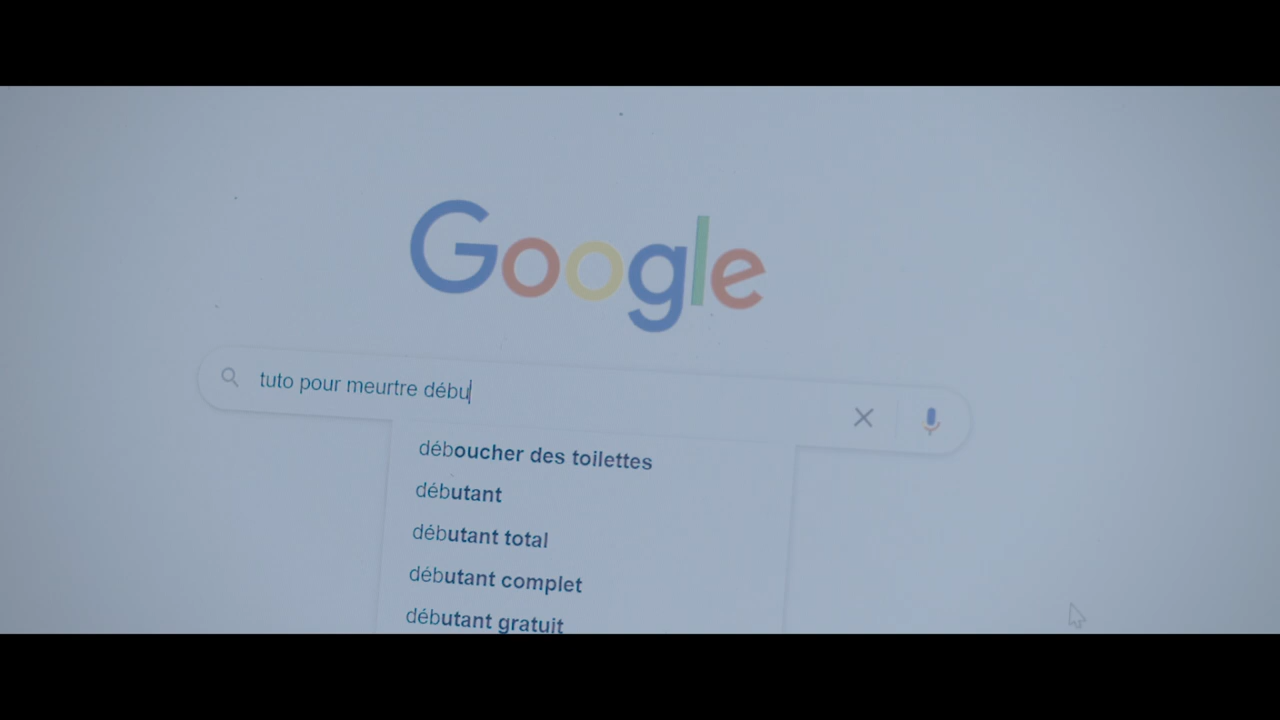 Google
tuto pour meurtre débu
déboucher des toilettes
débutant
débutant total
débutant complet
débutant gratuit